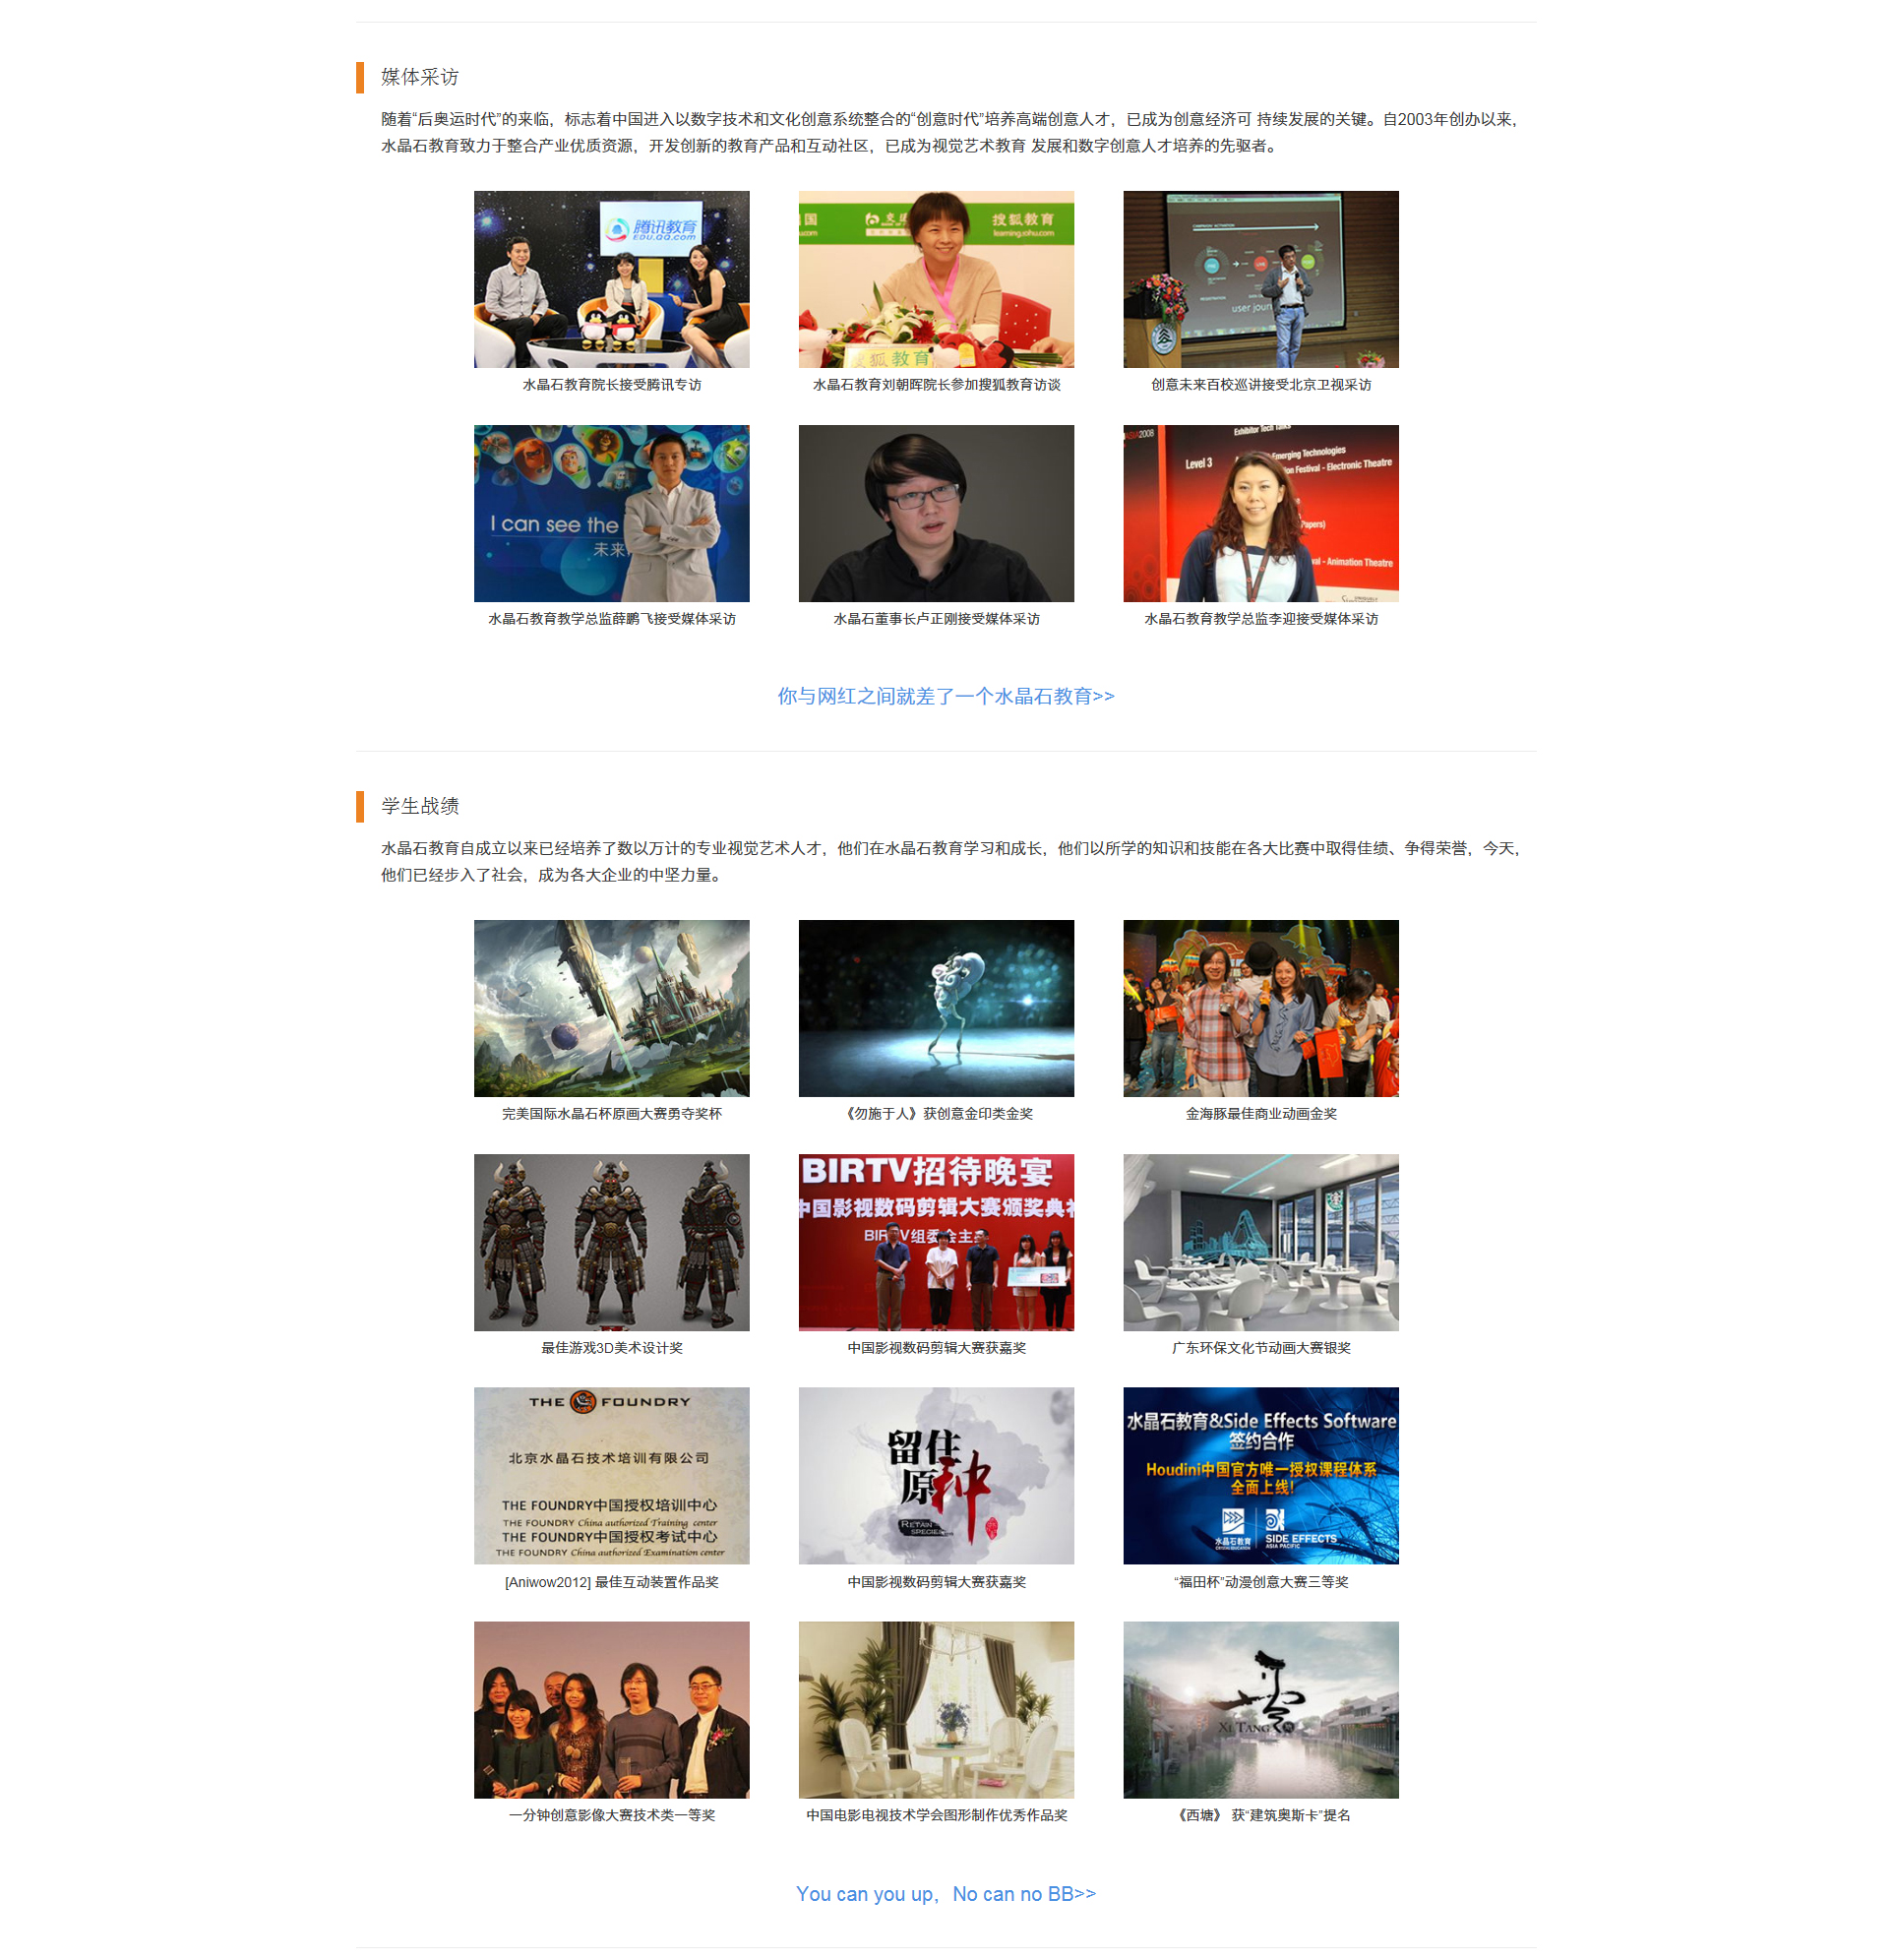 媒体采访
随着“后奥运时代”的来临，标志着中国进入以数字技术和文化创意系统整合的“创意时代”培养高端创意人才，已成为创意经济可 持续发展的关键。自2003年创办以来，
水晶石教育致力于整合产业优质资源，开发创新的教育产品和互动社区，已成为视觉艺术教育 发展和数字创意人才培养的先驱者。
腾讯教育
EDU.QQ.COM
搜狐教育
learning.sohu.com
搜狐教育
user jour
水晶石教育院长接受腾讯专访
水晶石教育刘朝晖院长参加搜狐教育访谈
创意未来百校巡讲接受北京卫视采访
I can see the
未来
ASIA2008
Exhibitor Tech Talks
Level 3
Emerging Technologies
ion Festival - Electronic Theatre
Papers)
val - Animation Theatre
水晶石教育教学总监薛鹏飞接受媒体采访
水晶石董事长卢正刚接受媒体采访
水晶石教育教学总监李迎接受媒体采访
你与网红之间就差了一个水晶石教育>>
学生战绩
水晶石教育自成立以来已经培养了数以万计的专业视觉艺术人才，他们在水晶石教育学习和成长，他们以所学的知识和技能在各大比赛中取得佳绩、争得荣誉，今天，
他们已经步入了社会，成为各大企业的中坚力量。
完美国际水晶石杯原画大赛勇夺奖杯
《勿施于人》获创意金印类金奖
金海豚最佳商业动画金奖
BIRTV招待晚宴
中国影视数码剪辑大赛颁奖典礼
BIRTV组委会主
最佳游戏3D美术设计奖
中国影视数码剪辑大赛获嘉奖
广东环保文化节动画大赛银奖
THE FOUNDRY
北京水晶石技术培训有限公司
THE FOUNDRY中国授权培训中心
THE FOUNDRY China authorized Training center
THE FOUNDRY中国授权考试中心
THE FOUNDRY China authorized Examination center
留住
原种
RETAIN
SPECIES
水晶石教育&Side Effects Software
签约合作
Houdini中国官方唯一授权课程体系
全面上线!
水晶石教育
SIDE EFFECTS
ASIA PACIFIC
[Aniwow2012] 最佳互动装置作品奖
中国影视数码剪辑大赛获嘉奖
“福田杯”动漫创意大赛三等奖
XI TANG
一分钟创意影像大赛技术类一等奖
中国电影电视技术学会图形制作优秀作品奖
《西塘》 获“建筑奥斯卡”提名
You can you up，No can no BB>>